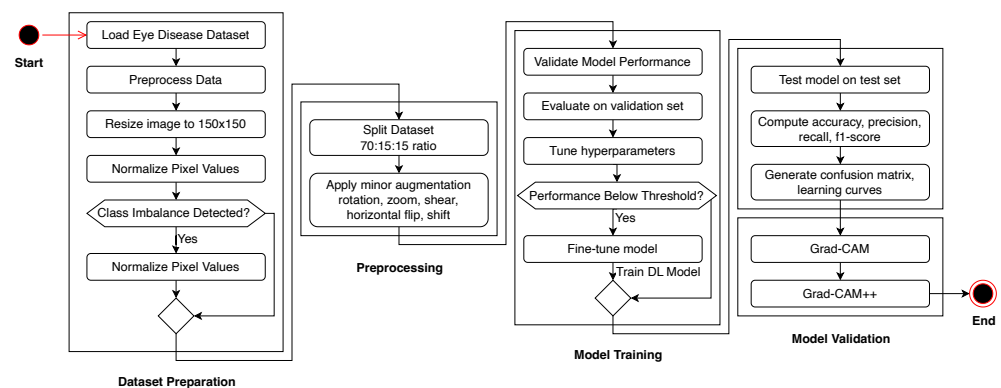 Start
Load Eye Disease Dataset
Preprocess Data
Resize image to 150x150
Normalize Pixel Values
Class Imbalance Detected?
Yes
Normalize Pixel Values
Dataset Preparation
Split Dataset
70:15:15 ratio
Apply minor augmentation
rotation, zoom, shear,
horizontal flip, shift
Preprocessing
Validate Model Performance
Evaluate on validation set
Tune hyperparameters
Performance Below Threshold?
Yes
Fine-tune model
Train DL Model
Model Training
Test model on test set
Compute accuracy, precision,
recall, f1-score
Generate confusion matrix,
learning curves
Grad-CAM
Grad-CAM++
Model Validation
End